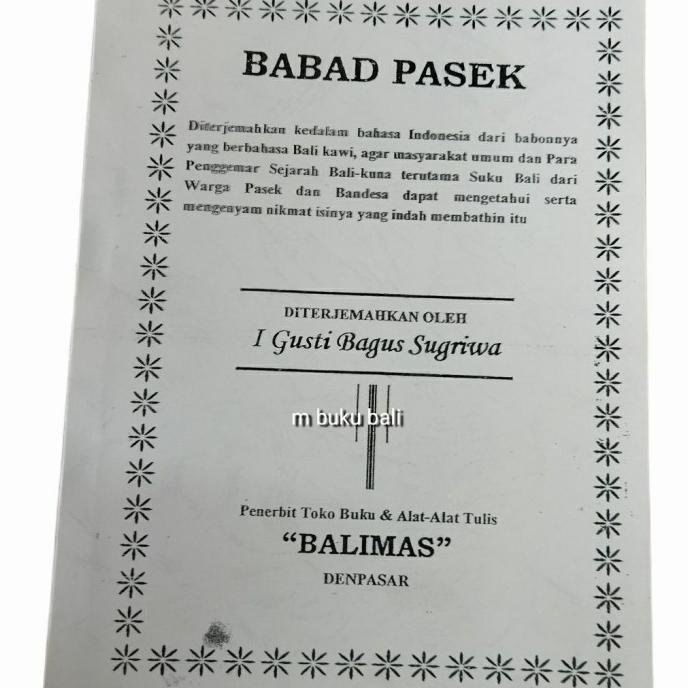 BABAD PASEK
Diterjemahkan kedalam bahasa Indonesia dari babonnya
yang berbahasa Bali kawi, agar masyarakat umum dan Para
Penggemar Sejarah Bali-kuna terutama Suku Bali dari
Warga Pasek dan Bandesa dapat mengetahui serta
mengenyam nikmat isinya yang indah membathin itu
DITERJEMAHKAN OLEH
I Gusti Bagus Sugriwa
m buku bali
Penerbit Toko Buku & Alat-Alat Tulis
“BALIMAS”
DENPASAR